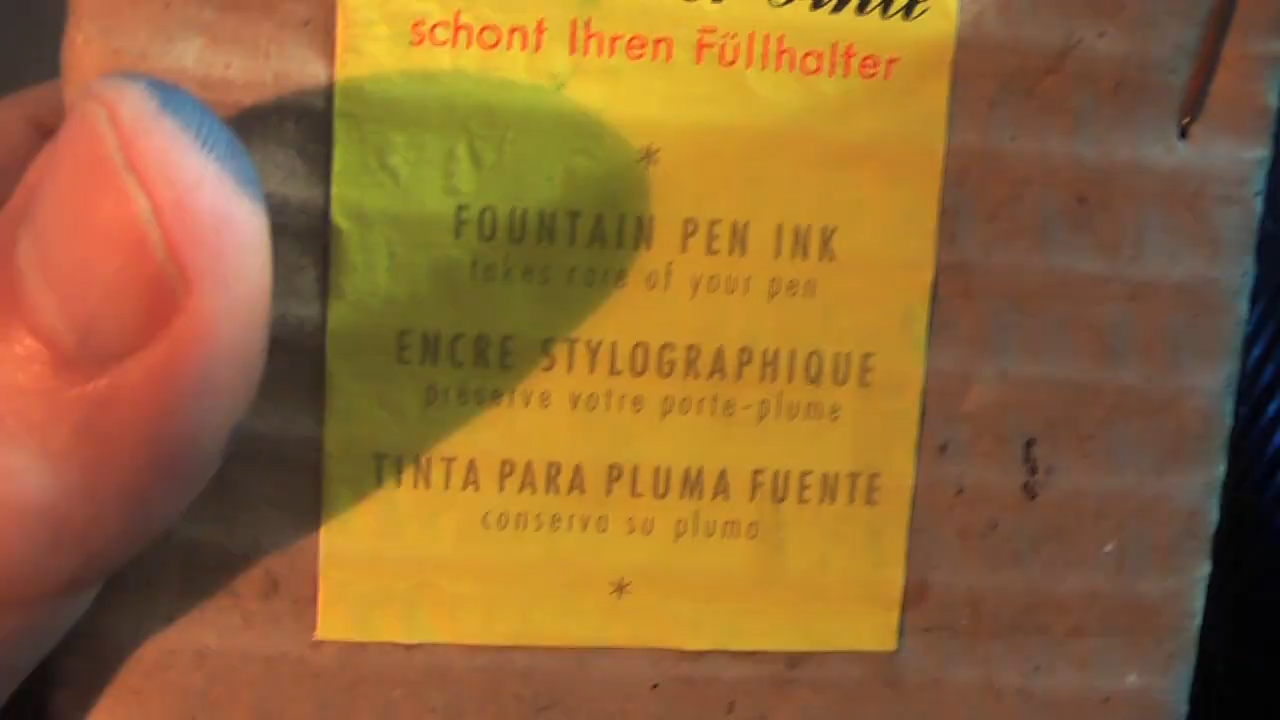 schont Ihren Füllhalter
*
FOUNTAIN PEN INK
takes care of your pen
ENCRE STYLOGRAPHIQUE
préserve votre porte-plume
TINTA PARA PLUMA FUENTE
conserva su pluma
*